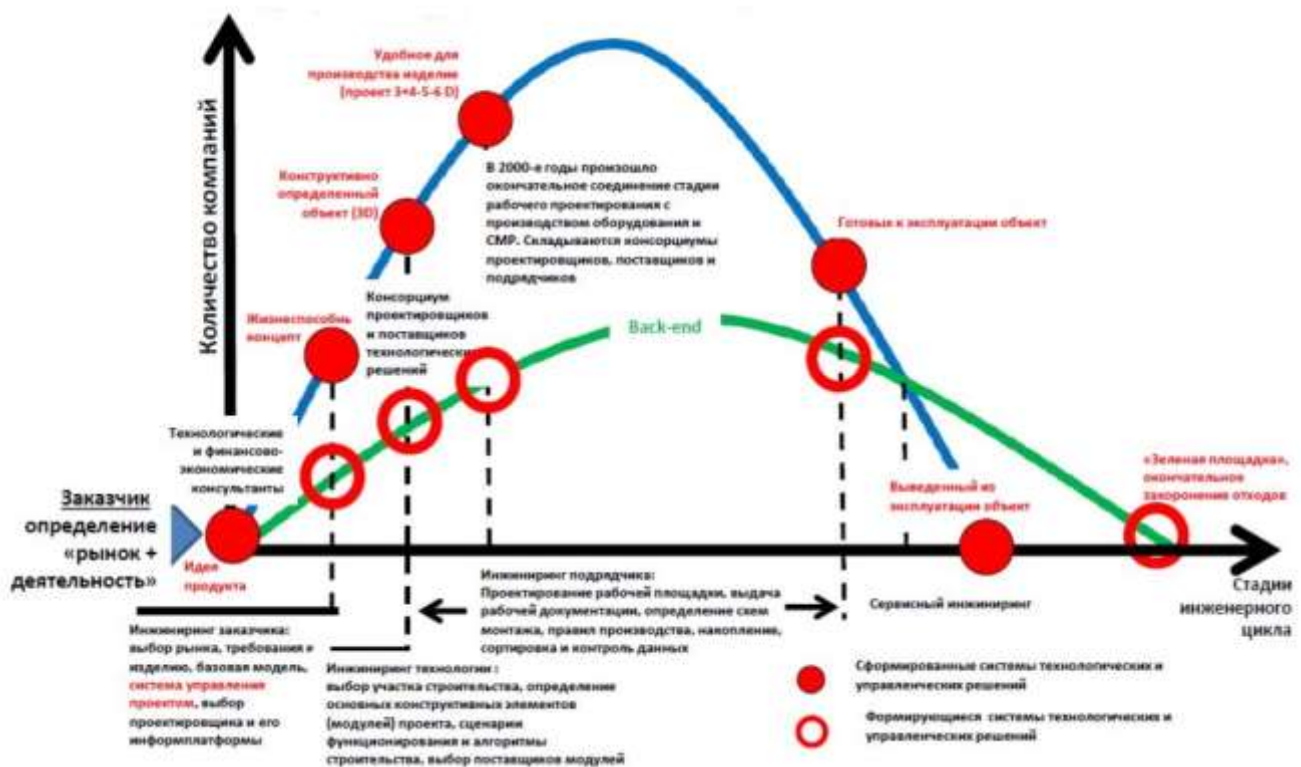 Количество компаний
Удобное для
производства изделие
(проект 3+4-5-6 D)
Конструктивно
определенный
объект (3D)
В 2000-е годы произошло
окончательное соединение стадии
рабочего проектирования с
производством оборудования и
СМР. Складываются консорциумы
проектировщиков, поставщиков и
подрядчиков
Готовых к эксплуатации объект
Жизнеспособнь
концепт
Консорциум
проектировщиков
и поставщиков
технологических
решений
Back-end
Технологические
и финансово-
экономические
консультанты
Заказчик
определение
«рынок +
деятельность»
Идея
продукта
Выведенный из
эксплуатации объект
«Зеленая площадка»,
окончательное
закоронение отходов
Стадии
инженерного
цикла
Инжиниринг подрядчика:
Проектирование рабочей площадки, выдача
рабочей документации, определение схем
монтажа, правил производства, накопление,
сортировка и контроль данных
Сервисный инжиниринг
Инжиниринг заказчика:
выбор рынка, требования к
изделию, базовая модель,
система управления
проектом, выбор
проектировщика и его
информплатформы
Инжиниринг технологии :
выбор участка строительства, определение
основных конструктивных элементов
(модулей) проекта, сценарии
функционирования и алгоритмы
строительства, выбор поставщиков модулей
Сформированные системы технологических и
управленческих решений
Формирующиеся системы технологических и
управленческих решений